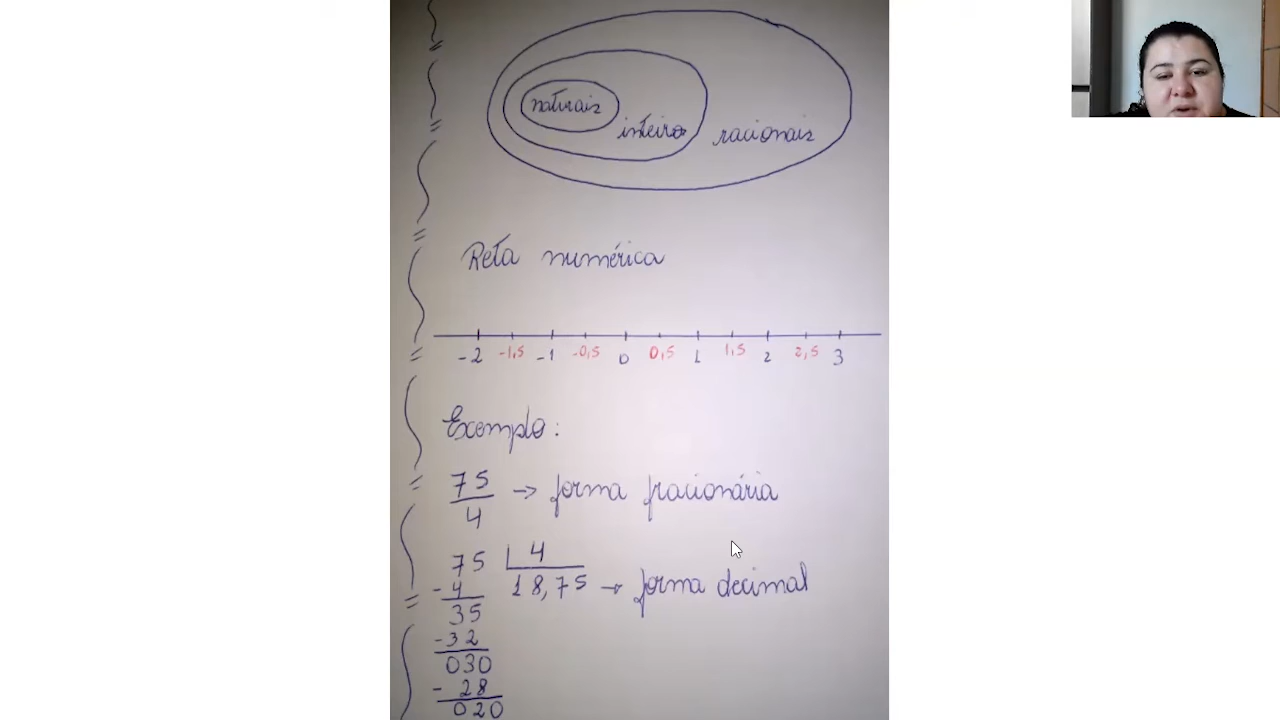 naturais
inteiros racionais
Reta numérica
-2 -1,5 -1 -0,5 0 0,5 1 1,5 2 2,5 3
Exemplo:
75
4
→ forma fracionária
75 4
- 4 18,75 → forma decimal
35
-32
030
- 28
020